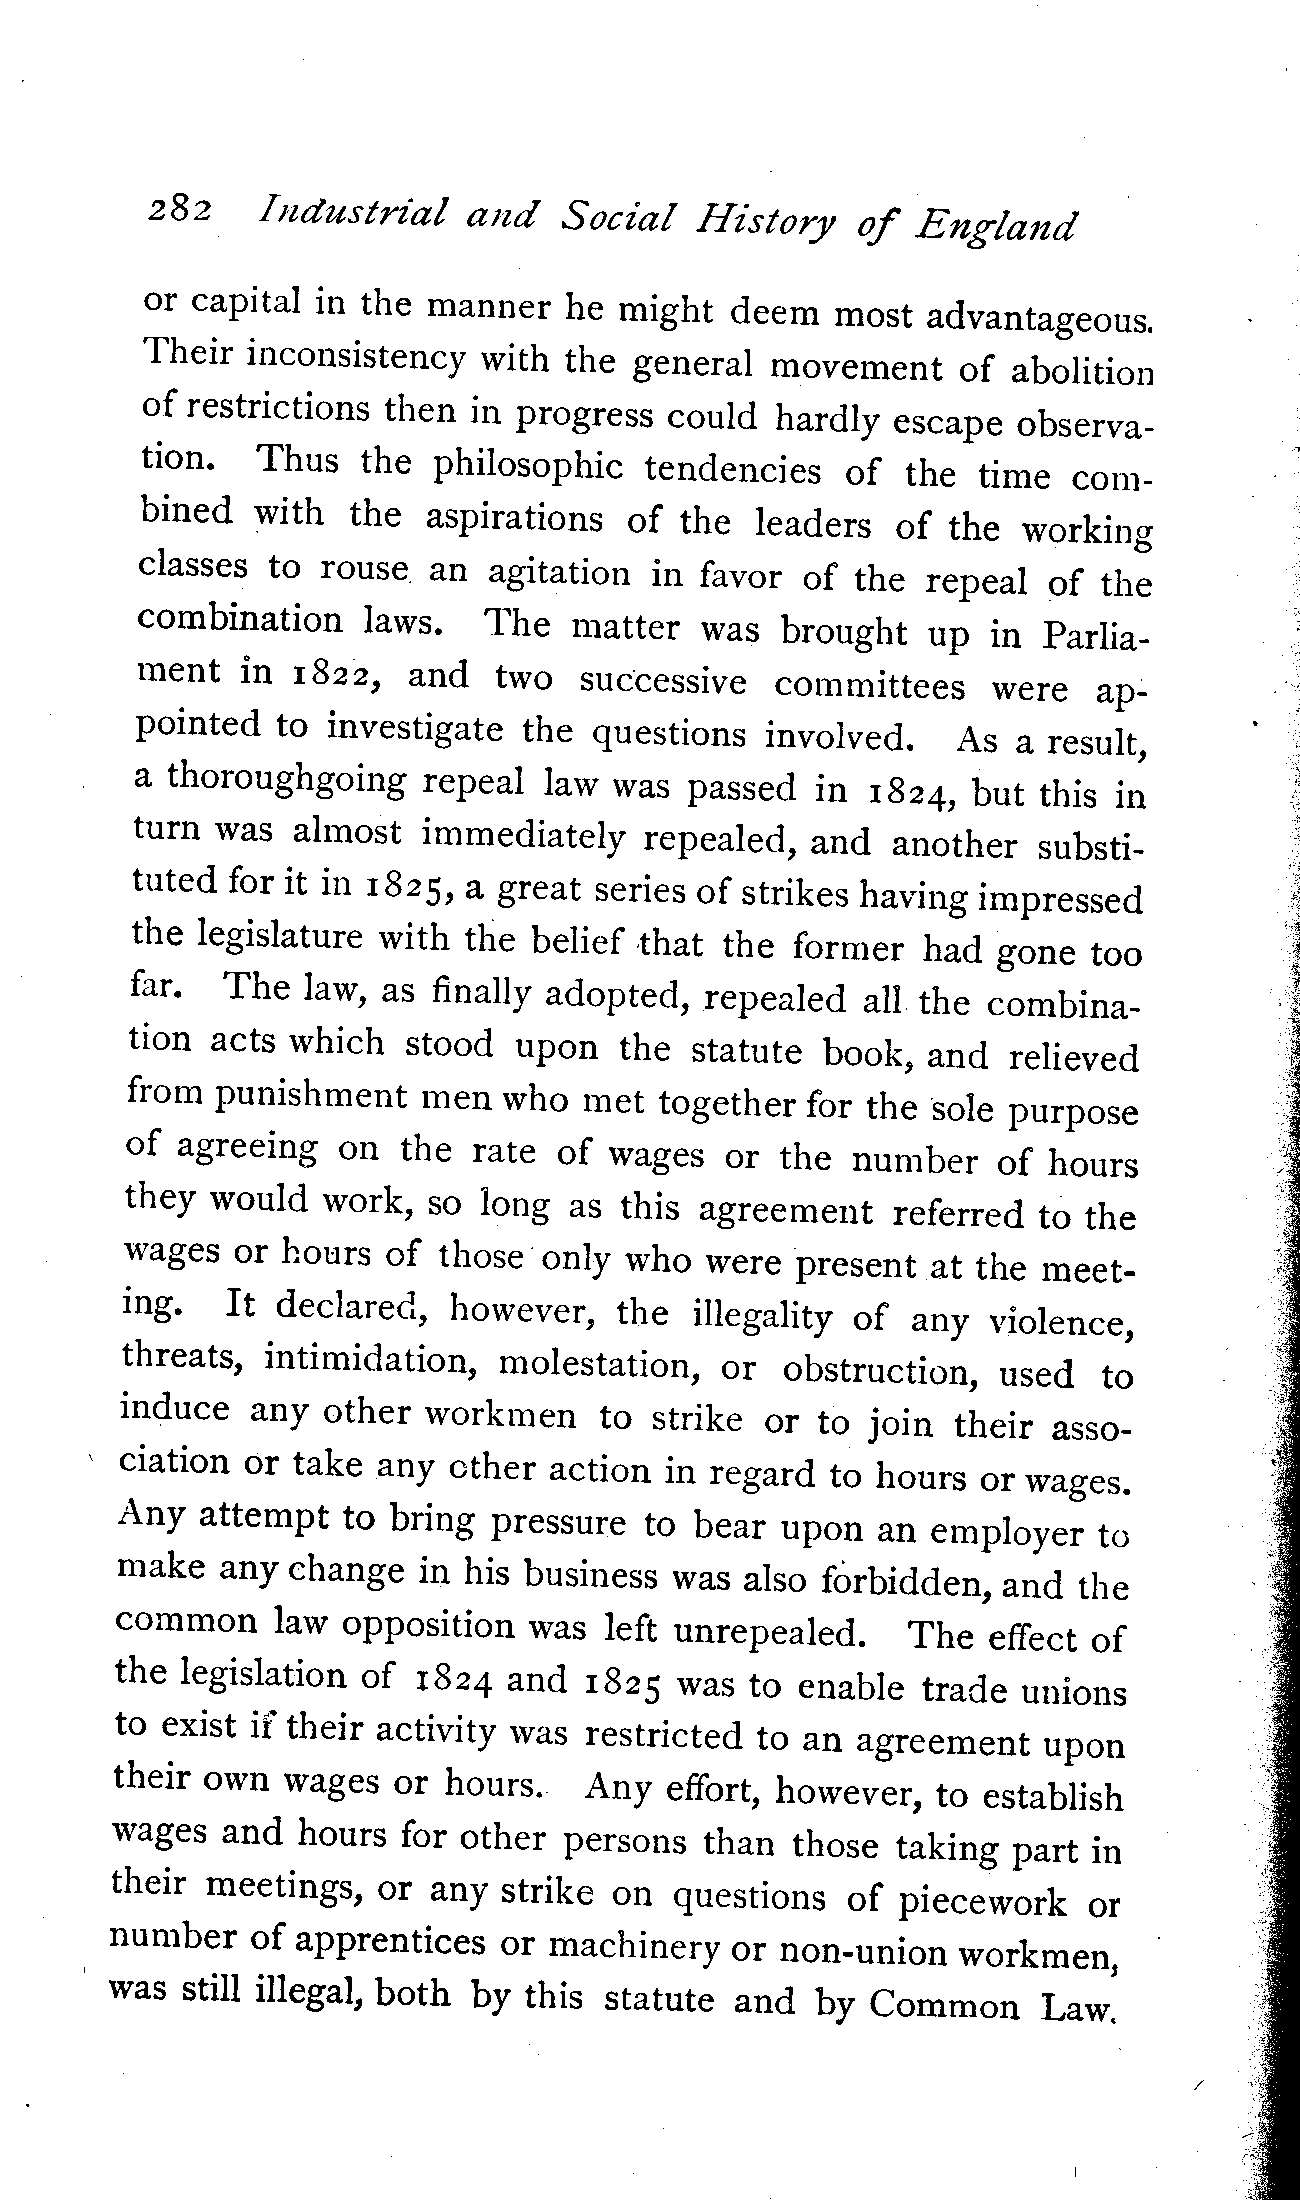 282 Industrial and Social History of England
or capital in the manner he might deem most advantageous.
Their inconsistency with the general movement of abolition
of restrictions then in progress could hardly escape observa-
tion. Thus the philosophic tendencies of the time com-
bined with the aspirations of the leaders of the working
classes to rouse an agitation in favor of the repeal of the
combination laws. The matter was brought up in Parlia-
ment in 1822, and two successive committees were ap-
pointed to investigate the questions involved. As a result,
a thoroughgoing repeal law was passed in 1824, but this in
turn was almost immediately repealed, and another substi-
tuted for it in 1825, a great series of strikes having impressed
the legislature with the belief that the former had gone too
far. The law, as finally adopted, repealed all the combina-
tion acts which stood upon the statute book, and relieved
from punishment men who met together for the sole purpose
of agreeing on the rate of wages or the number of hours
they would work, so long as this agreement referred to the
wages or hours of those only who were present at the meet-
ing. It declared, however, the illegality of any violence,
threats, intimidation, molestation, or obstruction, used to
induce any other workmen to strike or to join their asso-
ciation or take any other action in regard to hours or wages.
Any attempt to bring pressure to bear upon an employer to
make any change in his business was also forbidden, and the
common law opposition was left unrepealed. The effect of
the legislation of 1824 and 1825 was to enable trade unions
to exist if their activity was restricted to an agreement upon
their own wages or hours. Any effort, however, to establish
wages and hours for other persons than those taking part in
their meetings, or any strike on questions of piecework or
number of apprentices or machinery or non-union workmen,
was still illegal, both by this statute and by Common Law.